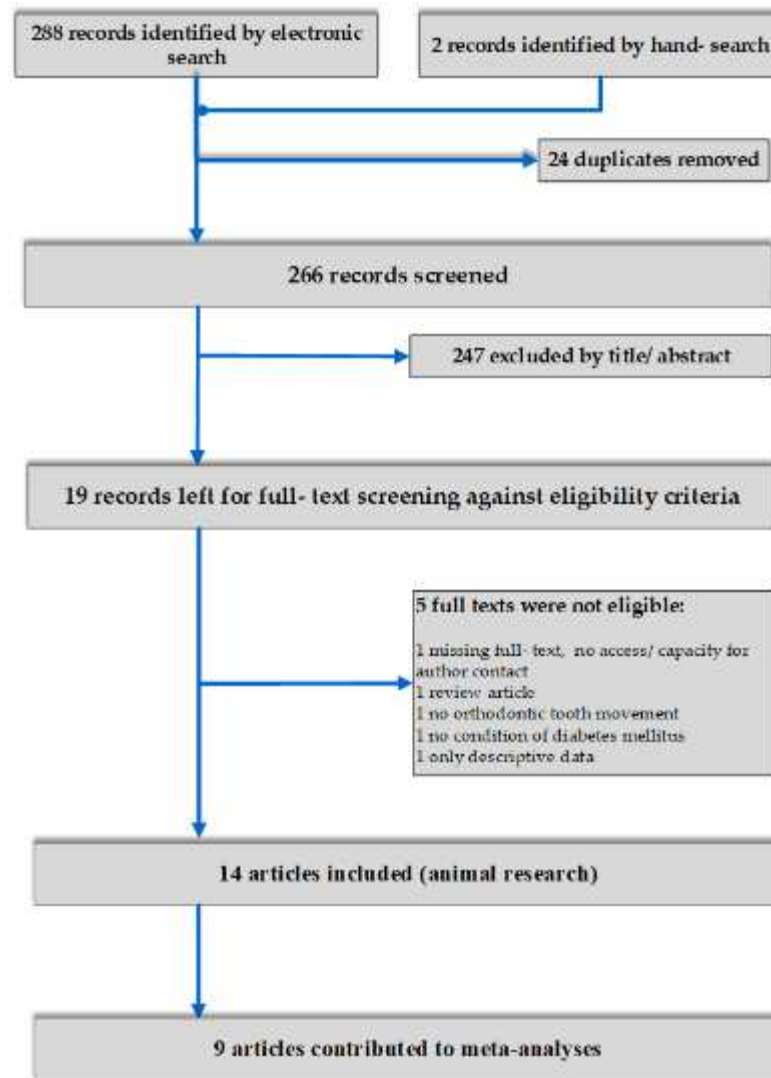 288 records identified by electronic
search
2 records identified by hand- search
24 duplicates removed
266 records screened
247 excluded by title/ abstract
19 records left for full- text screening against eligibility criteria
5 full texts were not eligible:
1 missing full- text, no access/ capacity for
author contact
1 review article
1 no orthodontic tooth movement
1 no condition of diabetes mellitus
1 only descriptive data
14 articles included (animal research)
9 articles contributed to meta-analyses